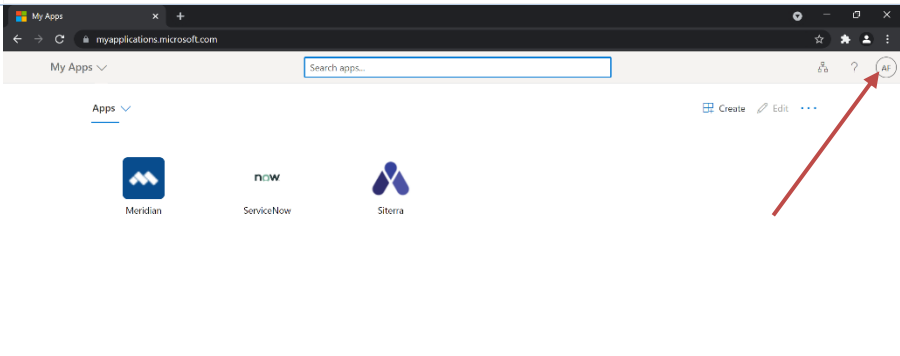 My Apps
myapplications.microsoft.com
My Apps
Search apps...
?
AF
Apps
Create
Edit
now
Meridian
ServiceNow
Siterra